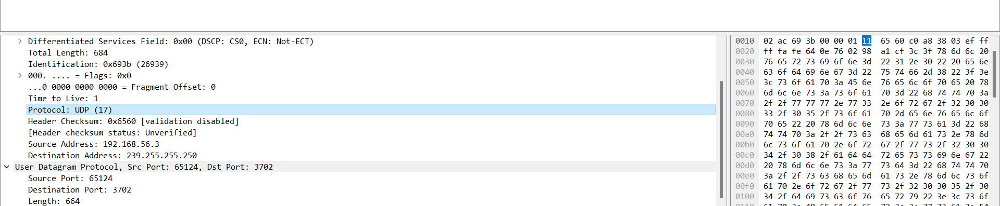 Differentiated Services Field: 0x00 (DSCP: CS0, ECN: Not-ECT)
Total Length: 684
Identification: 0x693b (26939)
000. .... = Flags: 0x0
...0 0000 0000 0000 = Fragment Offset: 0
Time to Live: 1
Protocol: UDP (17)
Header Checksum: 0x6560 [validation disabled]
[Header checksum status: Unverified]
Source Address: 192.168.56.3
Destination Address: 239.255.255.250
User Datagram Protocol, Src Port: 65124, Dst Port: 3702
Source Port: 65124
Destination Port: 3702
Length: 664
0010 02 ac 69 3b 00 00 01 11 65 60 c0 a8 38 03 ef ff
0020 ff fa fe 64 0e 76 02 98 a1 cf 3c 3f 78 6d 6c 20
0030 76 65 72 73 69 6f 6e 3d 22 31 2e 30 22 20 65 6e
0040 63 6f 64 69 6e 67 3d 22 75 74 66 2d 38 22 3f 3e
0050 3c 73 6f 61 70 3a 45 6e 76 65 6c 6f 70 65 20 78
0060 6d 6c 6e 73 3a 73 6f 61 70 3d 22 68 74 74 70 3a
0070 2f 2f 77 77 77 2e 77 33 2e 6f 72 67 2f 32 30 30
0080 33 2f 30 35 2f 73 6f 61 70 2d 65 6e 76 65 6c 6f
0090 70 65 22 20 78 6d 6c 6e 73 3a 77 73 61 3d 22 68
00a0 74 74 70 3a 2f 2f 73 63 68 65 6d 61 73 2e 78 6d
00b0 6c 73 6f 61 70 2e 6f 72 67 2f 77 73 2f 32 30 30
00c0 34 2f 30 38 2f 61 64 64 72 65 73 73 69 6e 67 22
00d0 20 78 6d 6c 6e 73 3a 77 73 64 3d 22 68 74 74 70
00e0 3a 2f 2f 73 63 68 65 6d 61 73 2e 78 6d 6c 73 6f
00f0 61 70 2e 6f 72 67 2f 77 73 2f 32 30 30 35 2f 30
0100 34 2f 64 69 73 63 6f 76 65 72 79 22 3e 3c 73 6f